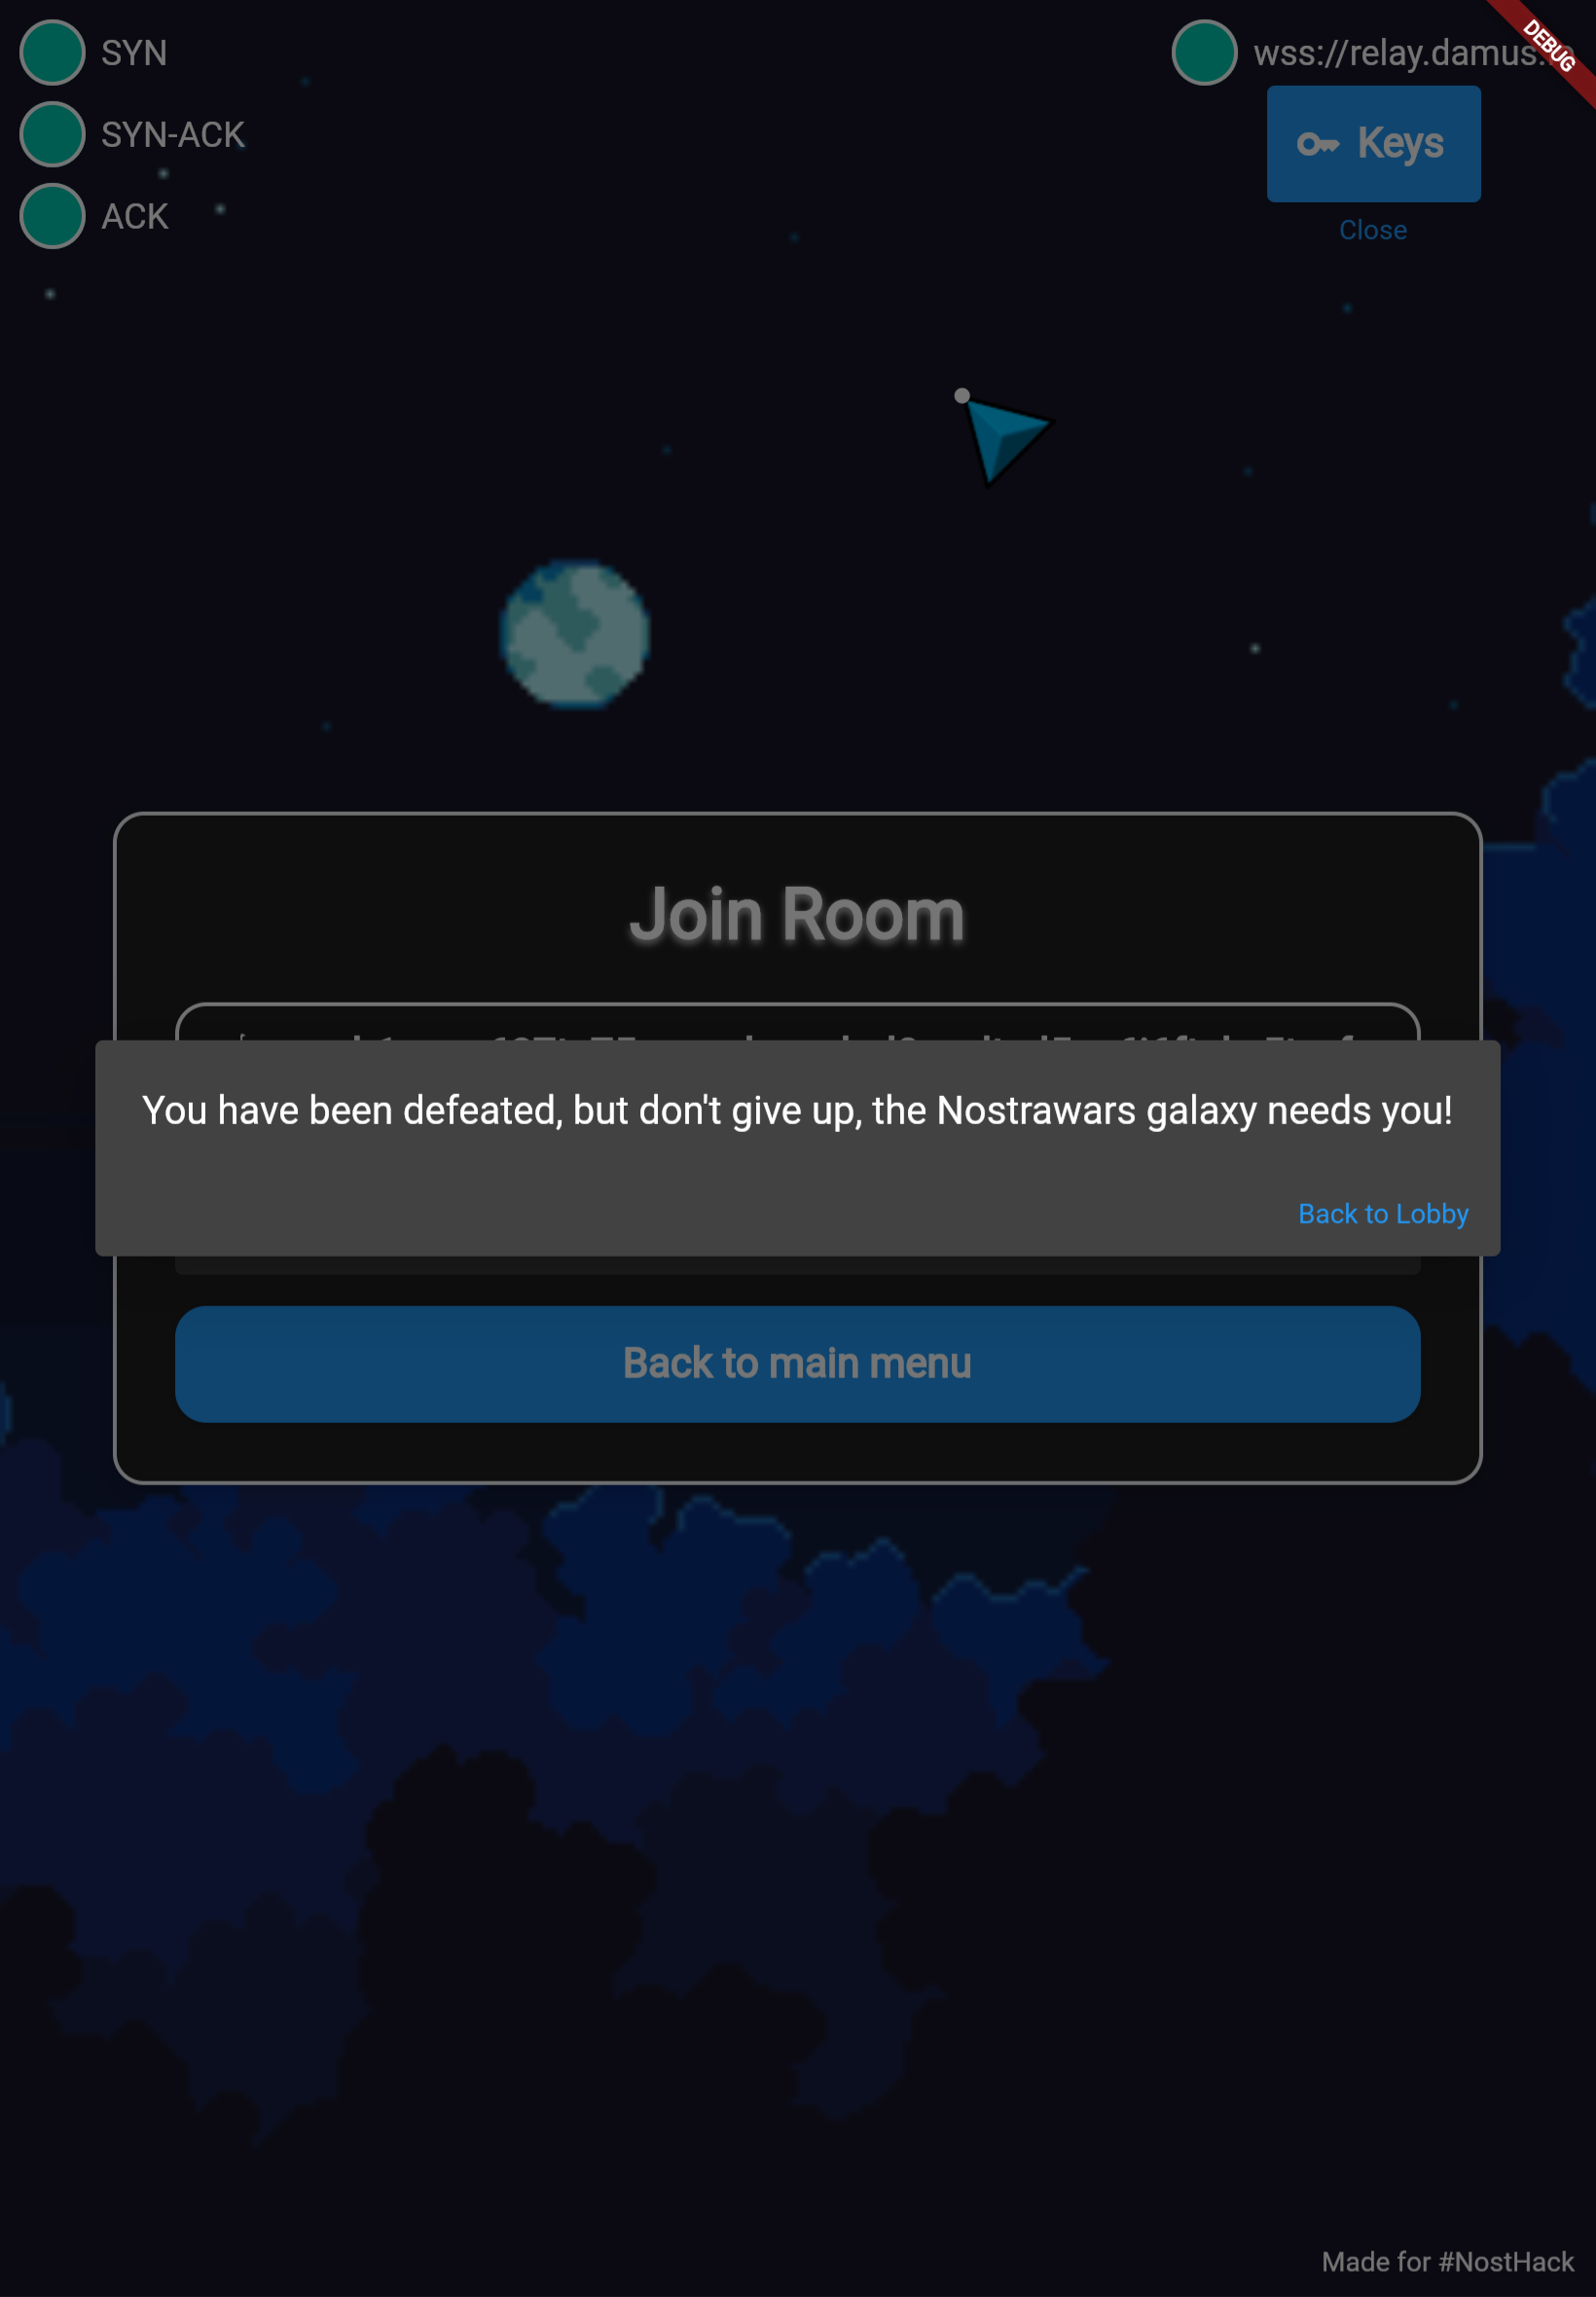 SYN
SYN-ACK
ACK
wss://relay.damus.
DEBUG
Keys
Close
Join Room
You have been defeated, but don't give up, the Nostrawars galaxy needs you!
Back to Lobby
Back to main menu
Made for #NostHack